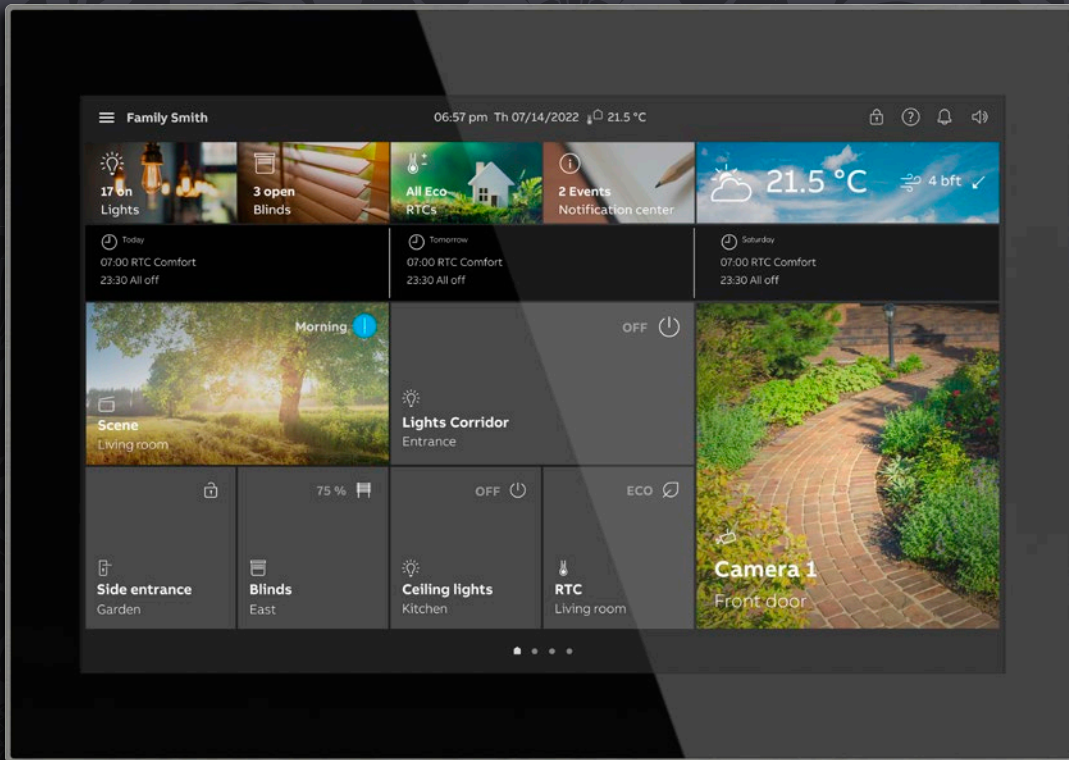 Family Smith
06:57 pm Th 07/14/2022 21.5 °C
17 on
Lights
3 open
Blinds
All Eco
RTCs
2 Events
Notification center
21.5 °C
4 bft
Today
07:00 RTC Comfort
23:30 All off
Tomorrow
07:00 RTC Comfort
23:30 All off
Saturday
07:00 RTC Comfort
23:30 All off
Morning
Scene
Living room
OFF
Lights Corridor
Entrance
Side entrance
Garden
75 %
Blinds
East
OFF
Ceiling lights
Kitchen
ECO
RTC
Living room
Camera 1
Front door